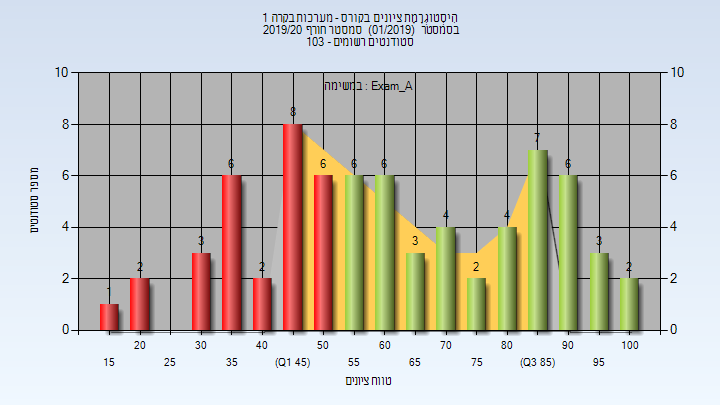 היסטוגרמת ציונים בקורס - מערכות בקרה 1
בסמסטר (01/2019) סמסטר חורף 2019/20
סטודנטים רשומים - 103
במשימה : Exam_A
מספר סטודנטים
10 10
8 8
6 6
4 4
2 2
0 0
1 2 3 6 2 8 6 6 6 3 4 2 4 7 6 3 2
20 30 40 50 60 70 80 90 100
15 25 35 (Q1 45) 55 65 75 (Q3 85) 95
טווח ציונים